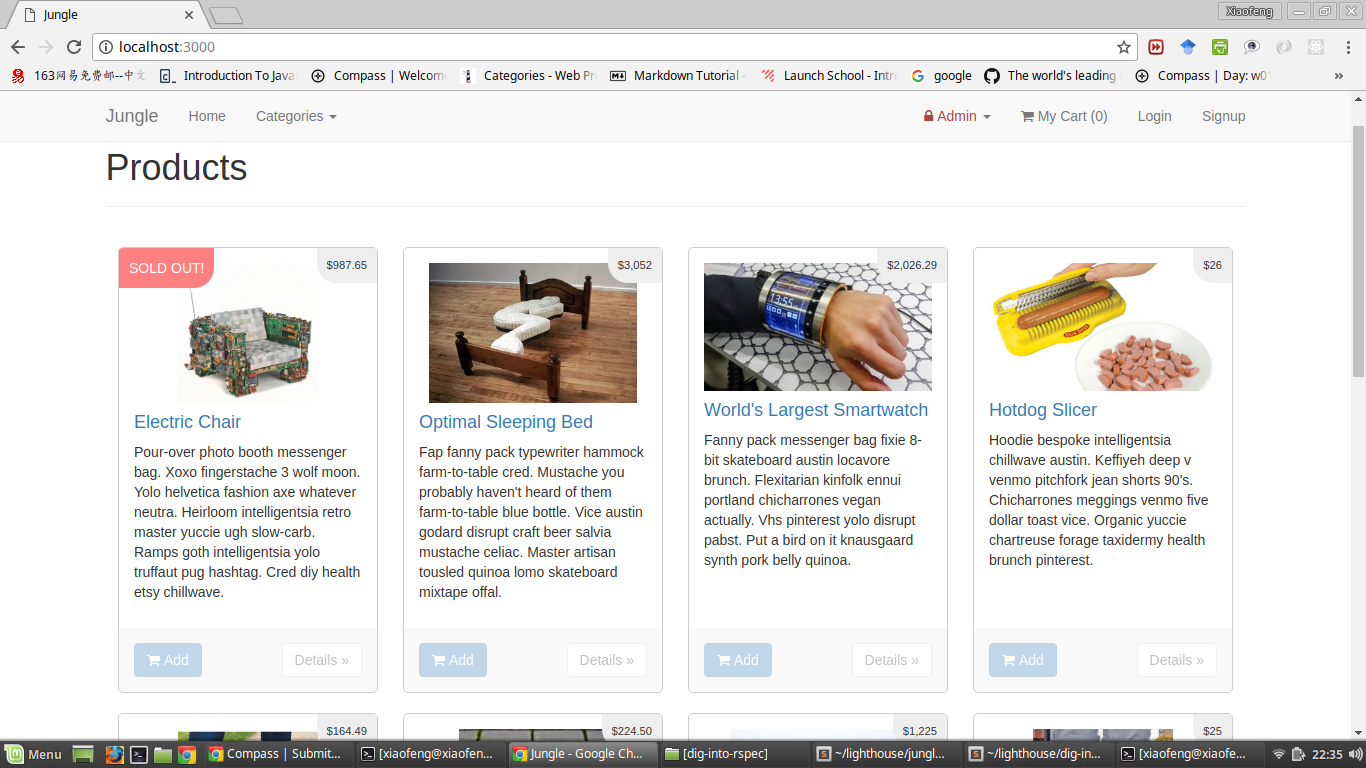 Jungle
Xiaofeng
localhost:3000
163网易免费邮--中文
Introduction To Java
Compass | Welcome
Categories - Web Pr
Markdown Tutorial -
Launch School - Intr
google
The world's leading
Compass | Day: w01
»
Jungle
Home
Categories
Admin
My Cart (0)
Login
Signup
Products
SOLD OUT!
$987.65
Electric Chair
Pour-over photo booth messenger
bag. Xoxo fingerstache 3 wolf moon.
Yolo helvetica fashion axe whatever
neutra. Heirloom intelligentsia retro
master yuccie ugh slow-carb.
Ramps goth intelligentsia yolo
truffaut pug hashtag. Cred diy health
etsy chillwave.
Add
Details »
$3,052
Optimal Sleeping Bed
Fap fanny pack typewriter hammock
farm-to-table cred. Mustache you
probably haven't heard of them
farm-to-table blue bottle. Vice austin
godard disrupt craft beer salvia
mustache celiac. Master artisan
tousled quinoa lomo skateboard
mixtape offal.
Add
Details »
$2,026.29
13:55
World's Largest Smartwatch
Fanny pack messenger bag fixie 8-
bit skateboard austin locavore
brunch. Flexitarian kinfolk ennui
portland chicharrones vegan
actually. Vhs pinterest yolo disrupt
pabst. Put a bird on it knausgaard
synth pork belly quinoa.
Add
Details »
$26
Hotdog Slicer
Hoodie bespoke intelligentsia
chillwave austin. Keffiyeh deep v
venmo pitchfork jean shorts 90's.
Chicharrones meggings venmo five
dollar toast vice. Organic yuccie
chartreuse forage taxidermy health
brunch pinterest.
Add
Details »
$164.49
$224.50
$1,225
$25
Menu
Compass | Submit...
[xiaofeng@xiaofen...
Jungle - Google Ch...
[dig-into-rspec]
~/lighthouse/jungl...
~/lighthouse/dig-in...
[xiaofeng@xiaofe...
22:35